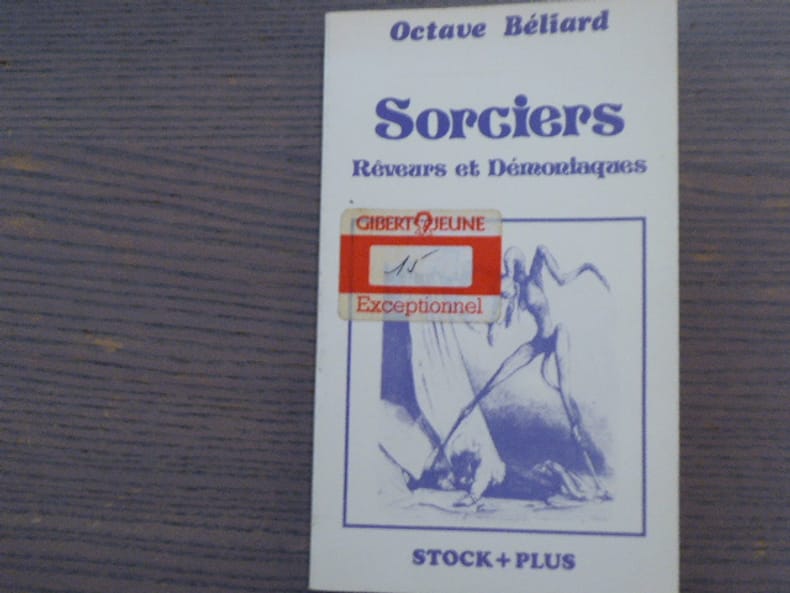 Octave Béliard
Sorciers
Rêveurs et Démoniaques
GIBERT JEUNE
15
Exceptionnel
STOCK + PLUS